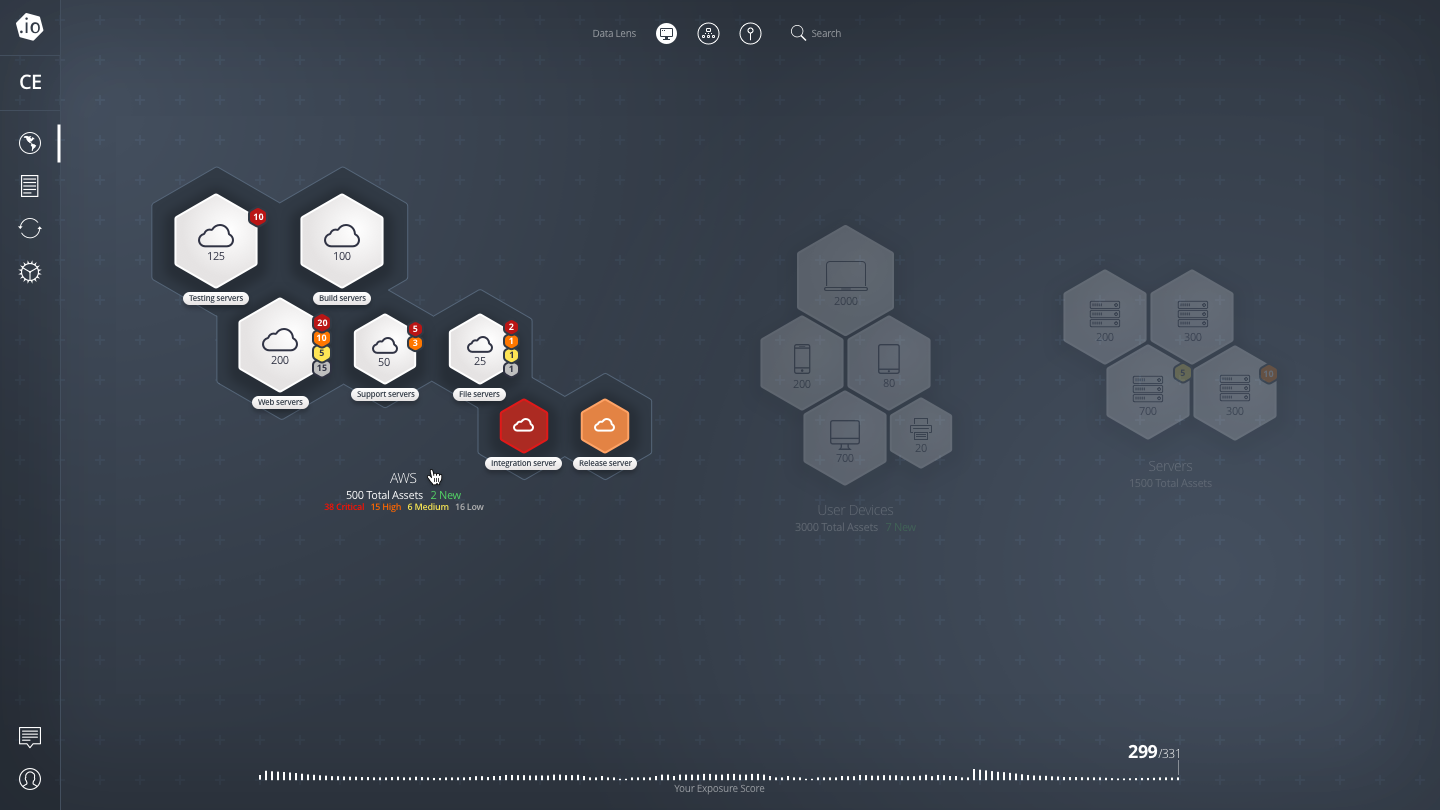 .io
Data Lens
Search
CE
10
125
100
Testing servers
Build servers
20
10
5
15
200
Web servers
5
3
50
Support servers
2
1
1
1
25
File servers
Integration server
Release server
AWS
500 Total Assets 2 New
38 Critical 15 High 6 Medium 16 Low
2000
200
80
700
20
User Devices
3000 Total Assets 7 New
200
300
5
10
700
300
Servers
1500 Total Assets
299/331
Your Exposure Score